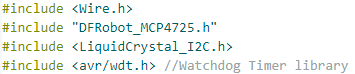 #include <Wire.h>
#include "DFRobot_MCP4725.h"
#include <LiquidCrystal_I2C.h>
#include <avr/wdt.h> //Watchdog Timer library